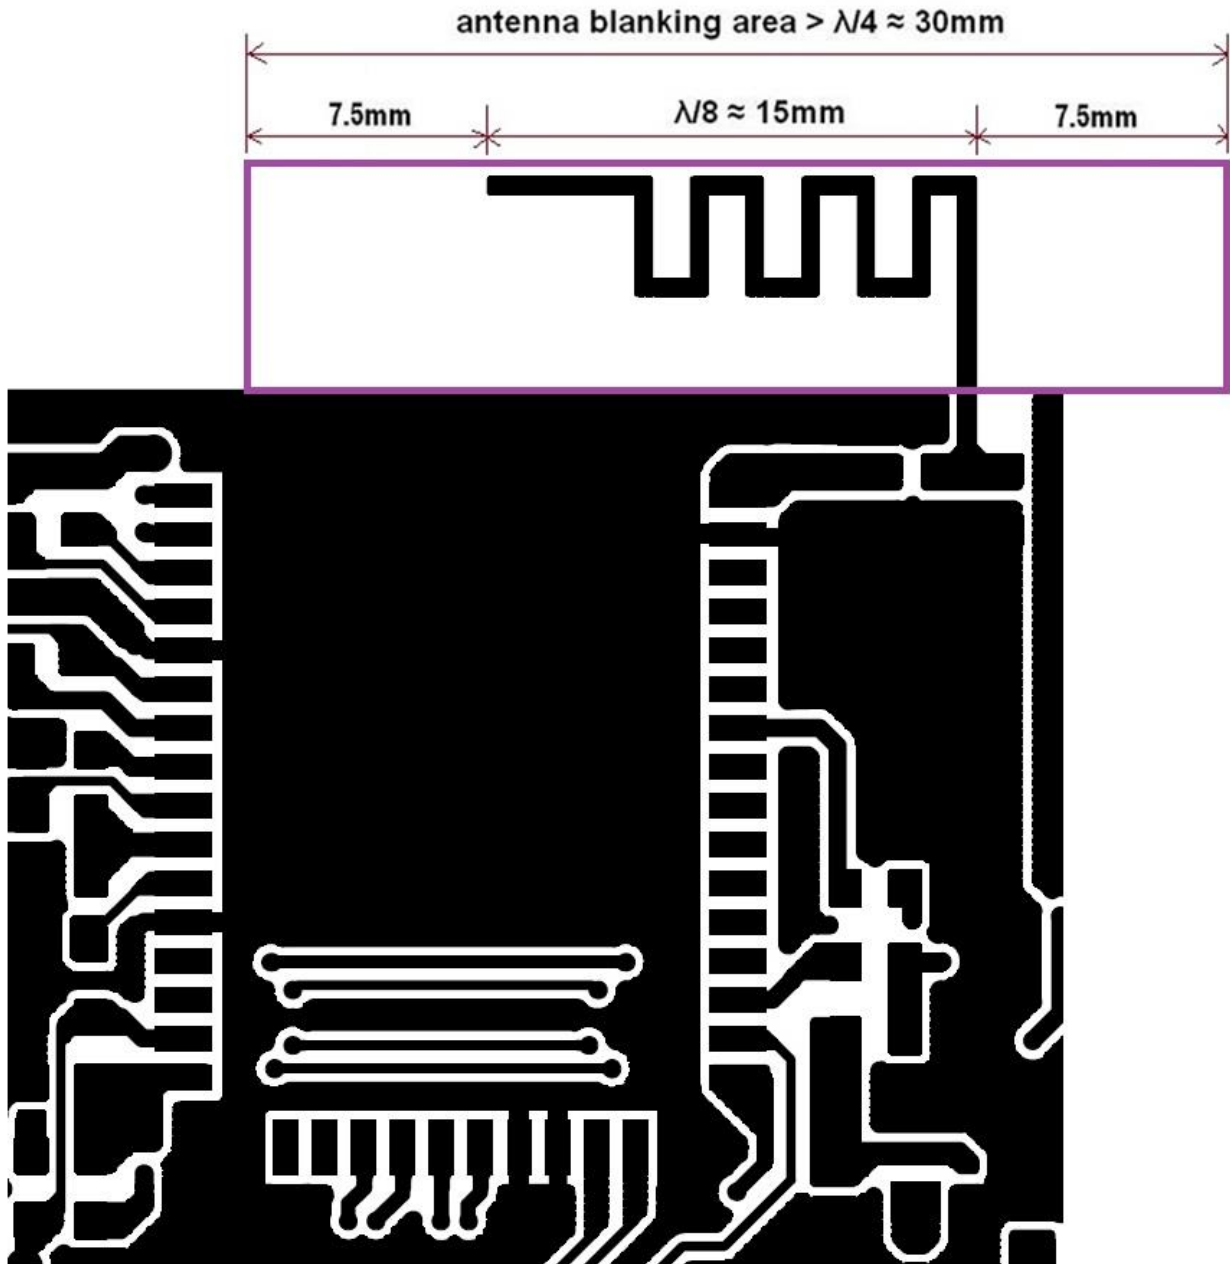 antenna blanking area > λ/4 ≈ 30mm
7.5mm
λ/8 ≈ 15mm
7.5mm